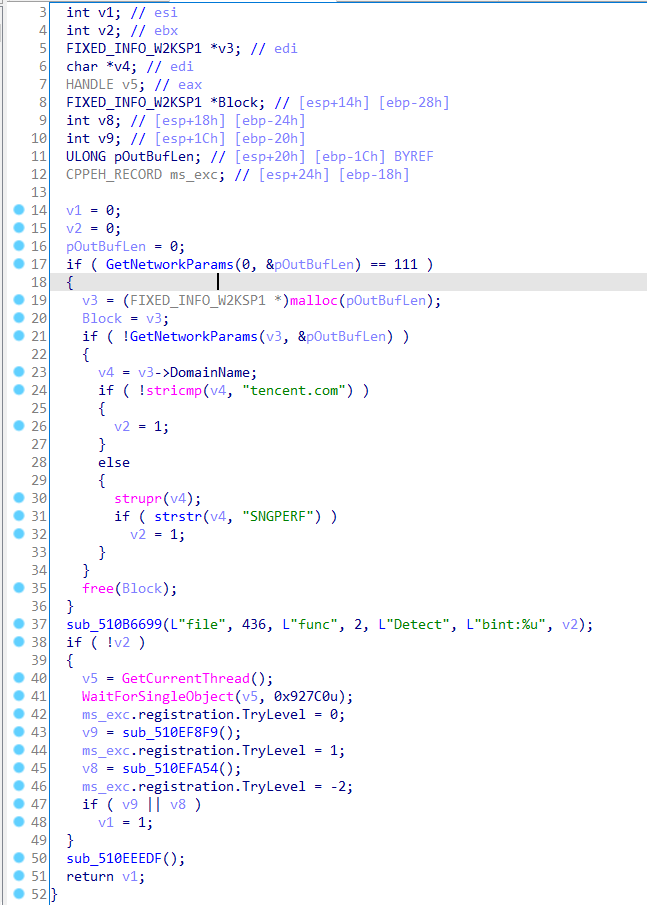 3 int v1; // esi
4 int v2; // ebx
5 FIXED_INFO_W2KSP1 *v3; // edi
6 char *v4; // edi
7 HANDLE v5; // eax
8 FIXED_INFO_W2KSP1 *Block; // [esp+14h] [ebp-28h]
9 int v8; // [esp+18h] [ebp-24h]
10 int v9; // [esp+1Ch] [ebp-20h]
11 ULONG pOutBufLen; // [esp+20h] [ebp-1Ch] BYREF
12 CPPEH_RECORD ms_exc; // [esp+24h] [ebp-18h]
13
14 v1 = 0;
15 v2 = 0;
16 pOutBufLen = 0;
17 if ( GetNetworkParams(0, &pOutBufLen) == 111 )
18 {
19 v3 = (FIXED_INFO_W2KSP1 *)malloc(pOutBufLen);
20 Block = v3;
21 if ( !GetNetworkParams(v3, &pOutBufLen) )
22 {
23 v4 = v3->DomainName;
24 if ( !stricmp(v4, "tencent.com") )
25 {
26 v2 = 1;
27 }
28 else
29 {
30 strupr(v4);
31 if ( strstr(v4, "SNGPERF") )
32 v2 = 1;
33 }
34 }
35 free(Block);
36 }
37 sub_510B6699(L"file", 436, L"func", 2, L"Detect", L"bint:%u", v2);
38 if ( !v2 )
39 {
40 v5 = GetCurrentThread();
41 WaitForSingleObject(v5, 0x927C0u);
42 ms_exc.registration.TryLevel = 0;
43 v9 = sub_510EF8F9();
44 ms_exc.registration.TryLevel = 1;
45 v8 = sub_510EFA54();
46 ms_exc.registration.TryLevel = -2;
47 if ( v9 || v8 )
48 v1 = 1;
49 }
50 sub_510EEEDF();
51 return v1;
52 }